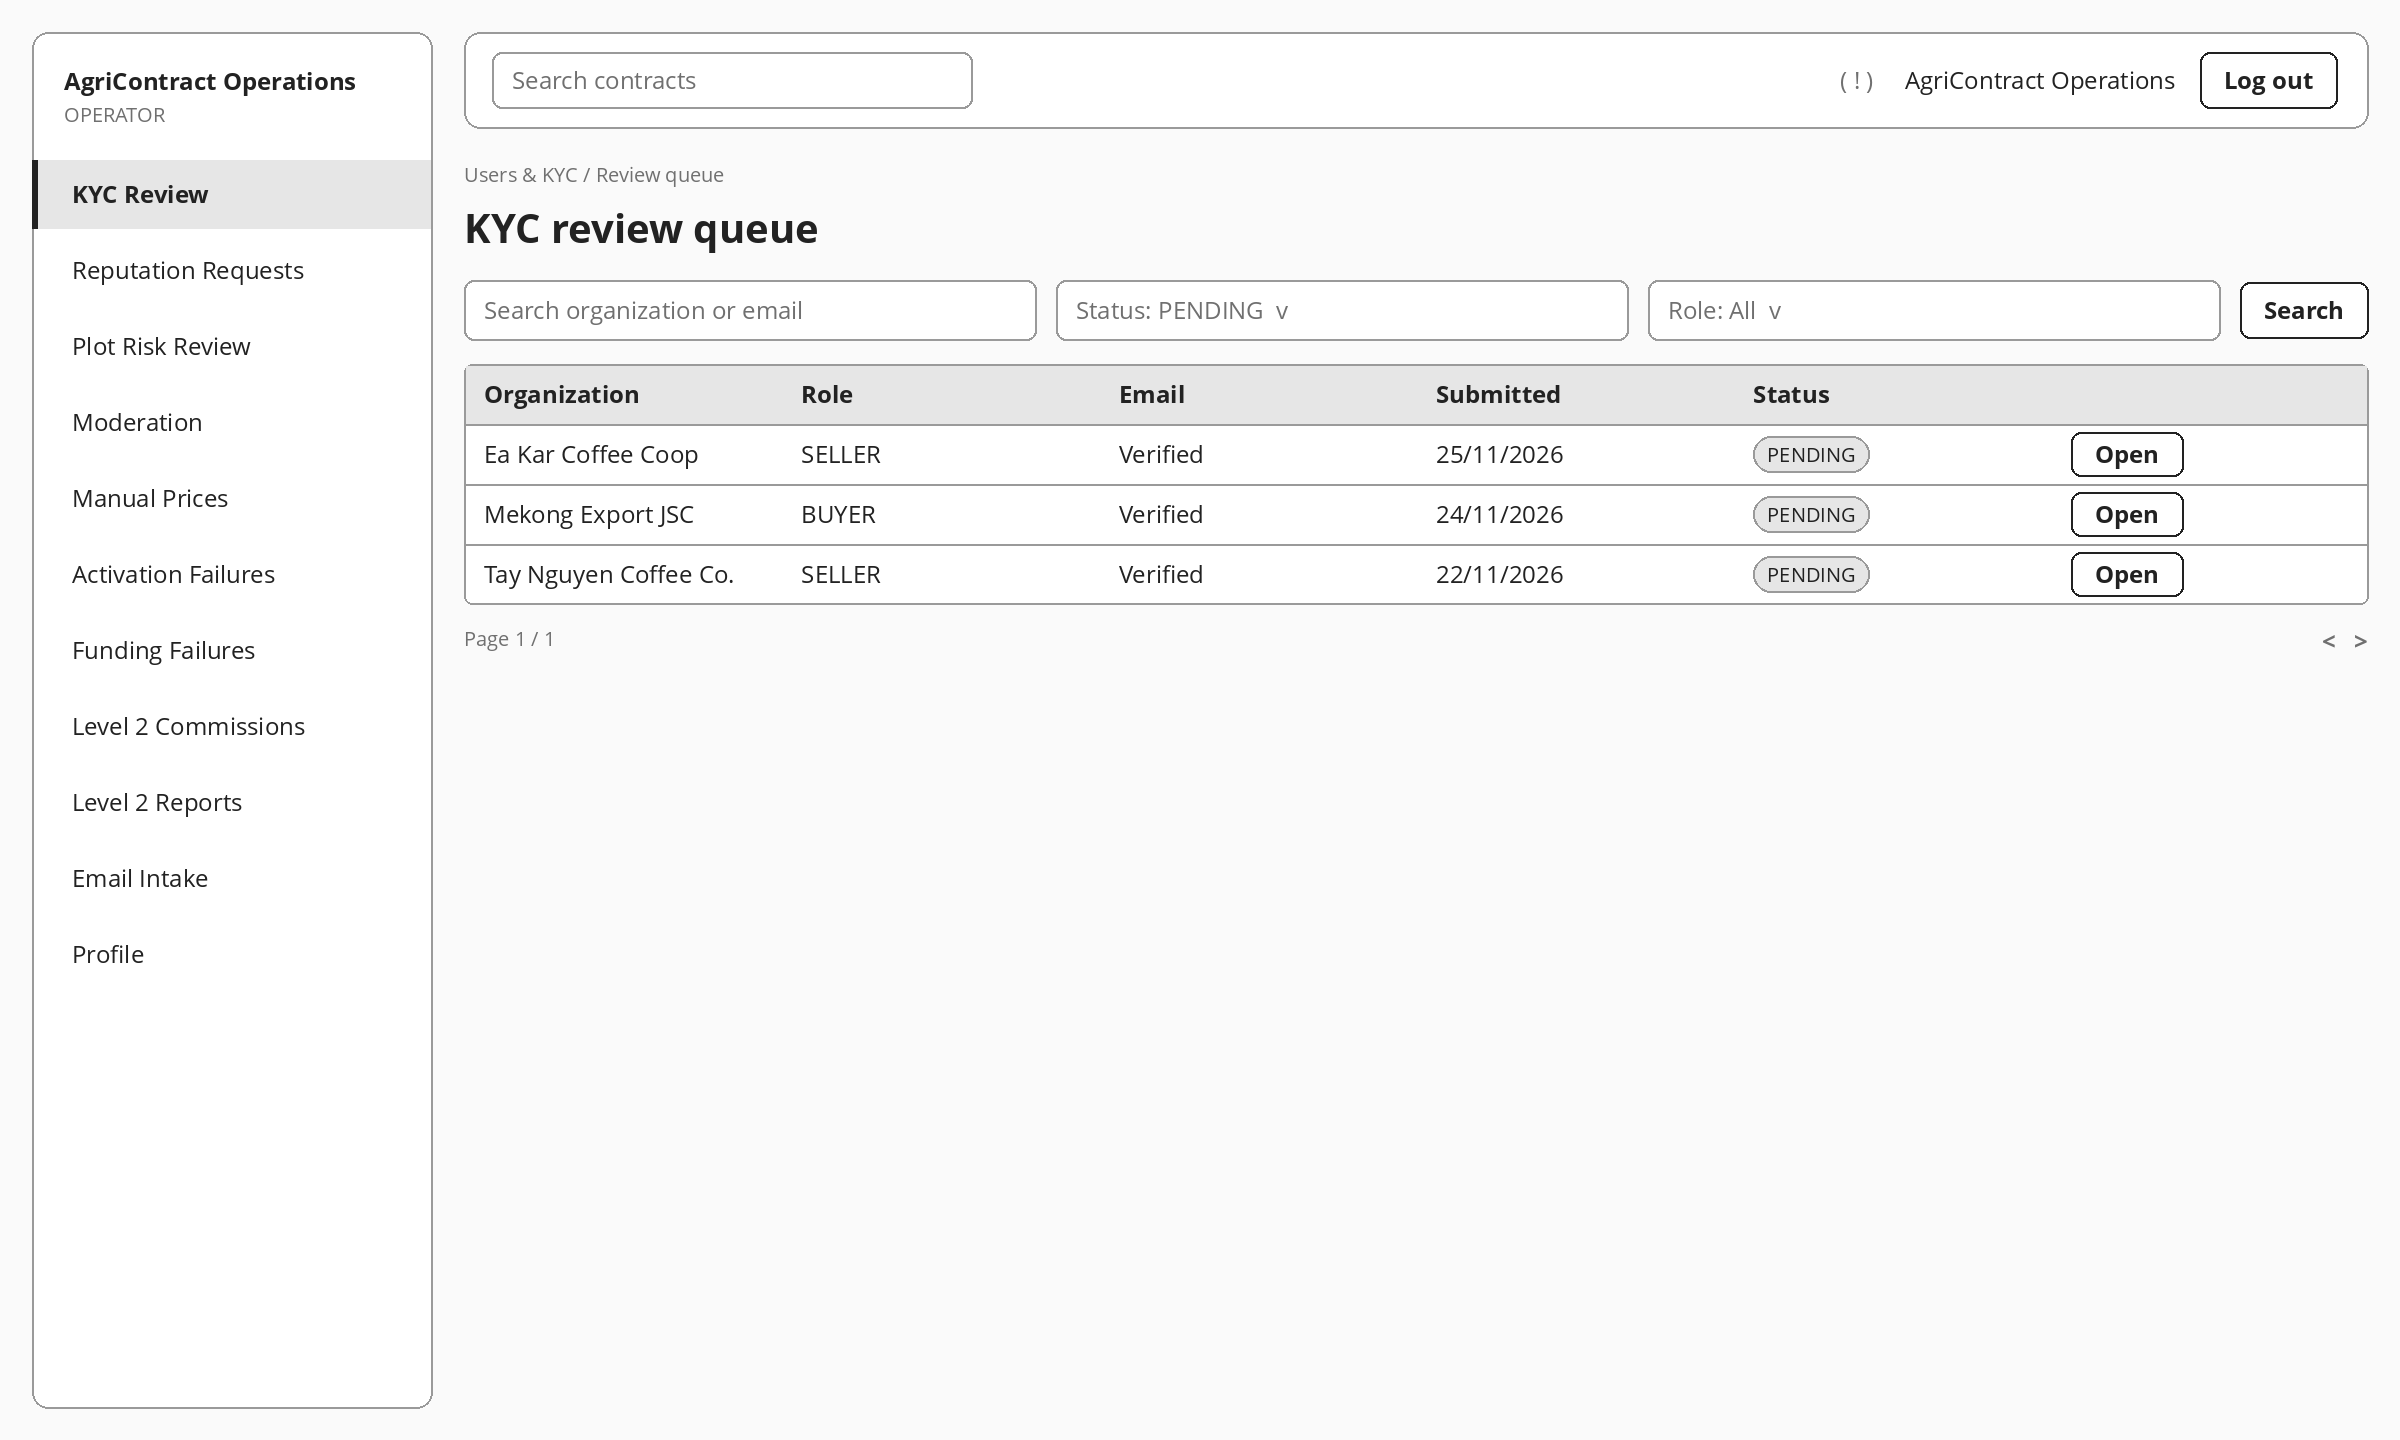 AgriContract Operations
OPERATOR
KYC Review
Reputation Requests
Plot Risk Review
Moderation
Manual Prices
Activation Failures
Funding Failures
Level 2 Commissions
Level 2 Reports
Email Intake
Profile
Search contracts
(!) AgriContract Operations Log out
Users & KYC / Review queue
KYC review queue
Search organization or email Status: PENDING v Role: All v Search
Organization Role Email Submitted Status
Ea Kar Coffee Coop SELLER Verified 25/11/2026 PENDING Open
Mekong Export JSC BUYER Verified 24/11/2026 PENDING Open
Tay Nguyen Coffee Co. SELLER Verified 22/11/2026 PENDING Open
Page 1 / 1 < >